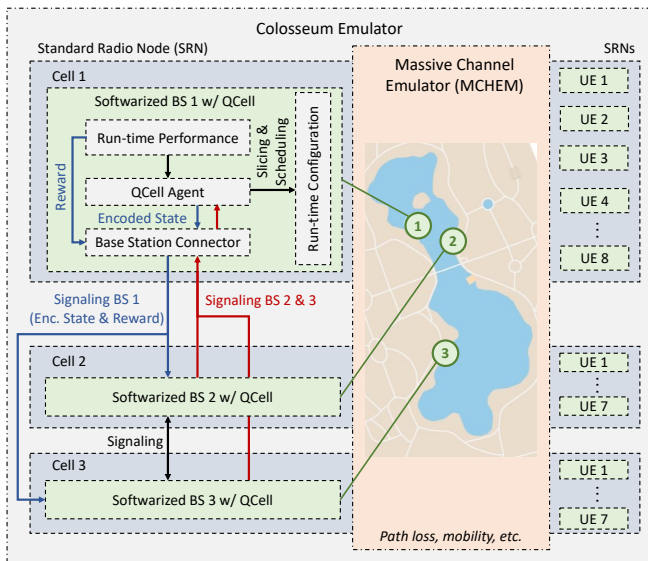 Colosseum Emulator
Standard Radio Node (SRN)
SRNs
Cell 1
Softwarized BS 1 w/ QCell
Run-time Performance
QCell Agent
Encoded State
Base Station Connector
Reward
Slicing &
Scheduling
Run-time Configuration
Massive Channel
Emulator (MCHEM)
1
2
3
UE 1
UE 2
UE 3
UE 4
UE 8
Signaling BS 1
(Enc. State & Reward)
Signaling BS 2 & 3
Cell 2
Softwarized BS 2 w/ QCell
UE 1
UE 7
Signaling
Cell 3
Softwarized BS 3 w/ QCell
UE 1
UE 7
Path loss, mobility, etc.